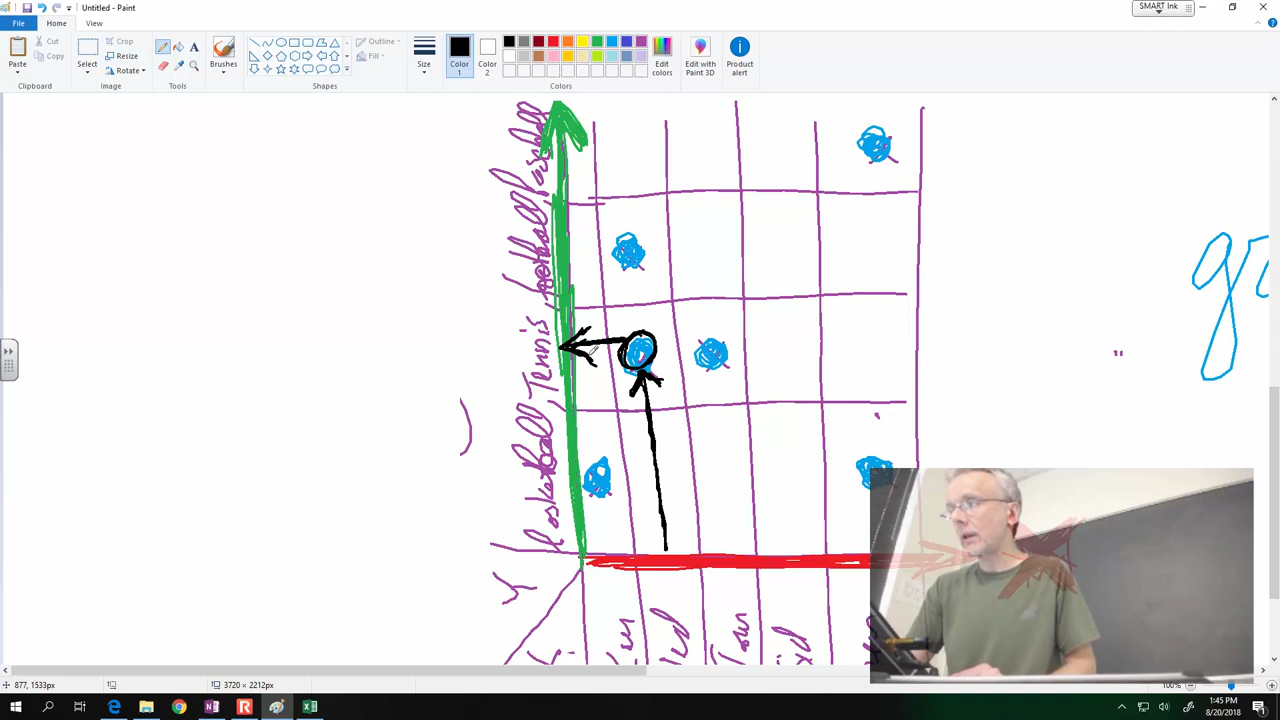 Untitled - Paint
SMART Ink
File
Home
View
Paste
Cut
Copy
Clipboard
Select
Crop
Resize
Rotate
Image
Tools
Brushes
Shapes
Outline
Fill
Size
Color 1
Color 2
Edit colors
Edit with Paint 3D
Product alert
Colors
Basketball, Tennis, football, baseball
Y
877, 1533px
3720 × 2212px
100%
1:45 PM
8/20/2018